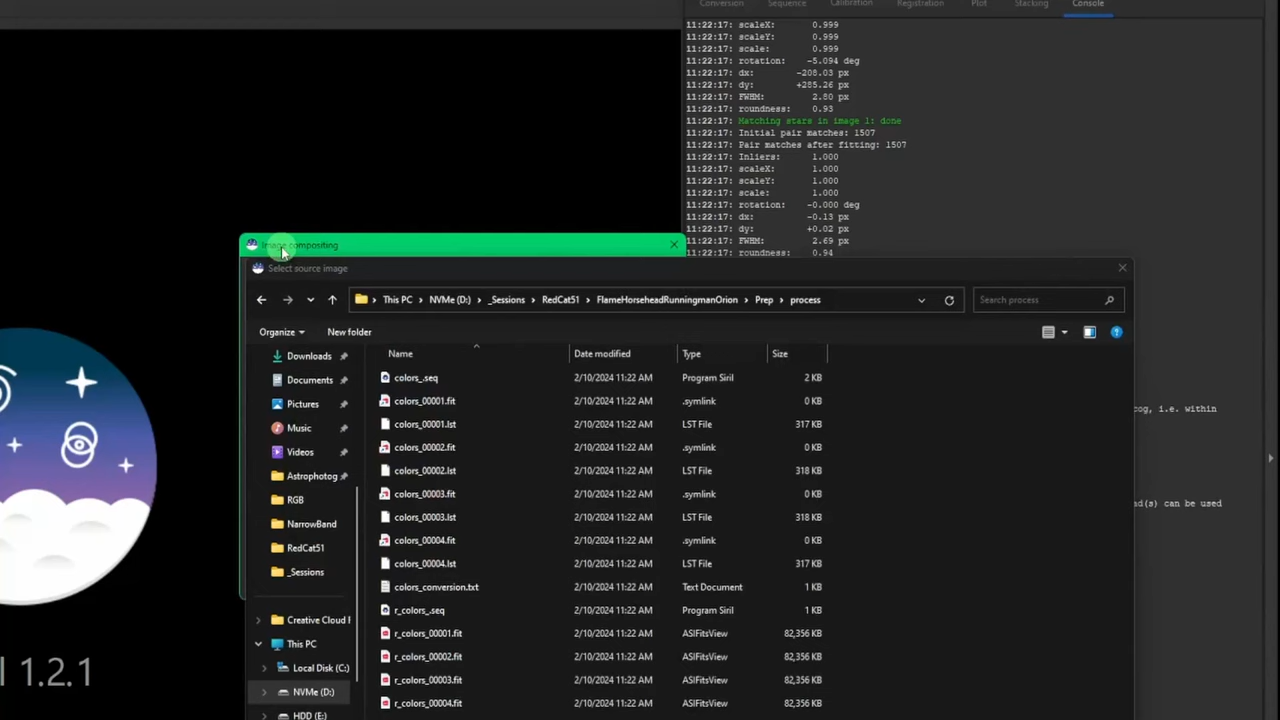 Conversion Sequence Calibration Registration Plot Stacking Console
11:22:17: scaleX: 0.999
11:22:17: scaleY: 0.999
11:22:17: scale: 0.999
11:22:17: rotation: -5.094 deg
11:22:17: dx: -208.03 px
11:22:17: dy: +285.26 px
11:22:17: FWHM: 2.80 px
11:22:17: roundness: 0.93
11:22:17: Matching stars in image 1: done
11:22:17: Initial pair matches: 1507
11:22:17: Pair matches after fitting: 1507
11:22:17: Inliers: 1.000
11:22:17: scaleX: 1.000
11:22:17: scaleY: 1.000
11:22:17: scale: 1.000
11:22:17: rotation: -0.000 deg
11:22:17: dx: -0.13 px
11:22:17: dy: +0.02 px
11:22:17: FWHM: 2.69 px
11:22:17: roundness: 0.94
Image compositing
Select source image
This PC > NVMe (D:) > _Sessions > RedCat51 > FlameHorseheadRunningmanOrion > Prep > process
Search process
Organize
New folder
Name Date modified Type Size
Downloads
Documents
Pictures
Music
Videos
Astrophotog
RGB
NarrowBand
RedCat51
_Sessions
Creative Cloud F
This PC
Local Disk (C:)
NVMe (D:)
HDD (E:)
colors_.seq 2/10/2024 11:22 AM Program Siril 2 KB
colors_00001.fit 2/10/2024 11:22 AM .symlink 0 KB
colors_00001.lst 2/10/2024 11:22 AM LST File 317 KB
colors_00002.fit 2/10/2024 11:22 AM .symlink 0 KB
colors_00002.lst 2/10/2024 11:22 AM LST File 318 KB
colors_00003.fit 2/10/2024 11:22 AM .symlink 0 KB
colors_00003.lst 2/10/2024 11:22 AM LST File 318 KB
colors_00004.fit 2/10/2024 11:22 AM .symlink 0 KB
colors_00004.lst 2/10/2024 11:22 AM LST File 317 KB
colors_conversion.txt 2/10/2024 11:22 AM Text Document 1 KB
r_colors_.seq 2/10/2024 11:22 AM Program Siril 1 KB
r_colors_00001.fit 2/10/2024 11:22 AM ASIFitsView 82,356 KB
r_colors_00002.fit 2/10/2024 11:22 AM ASIFitsView 82,356 KB
r_colors_00003.fit 2/10/2024 11:22 AM ASIFitsView 82,356 KB
r_colors_00004.fit 2/10/2024 11:22 AM ASIFitsView 82,356 KB
og, i.e. within
d(s) can be used
l 1.2.1